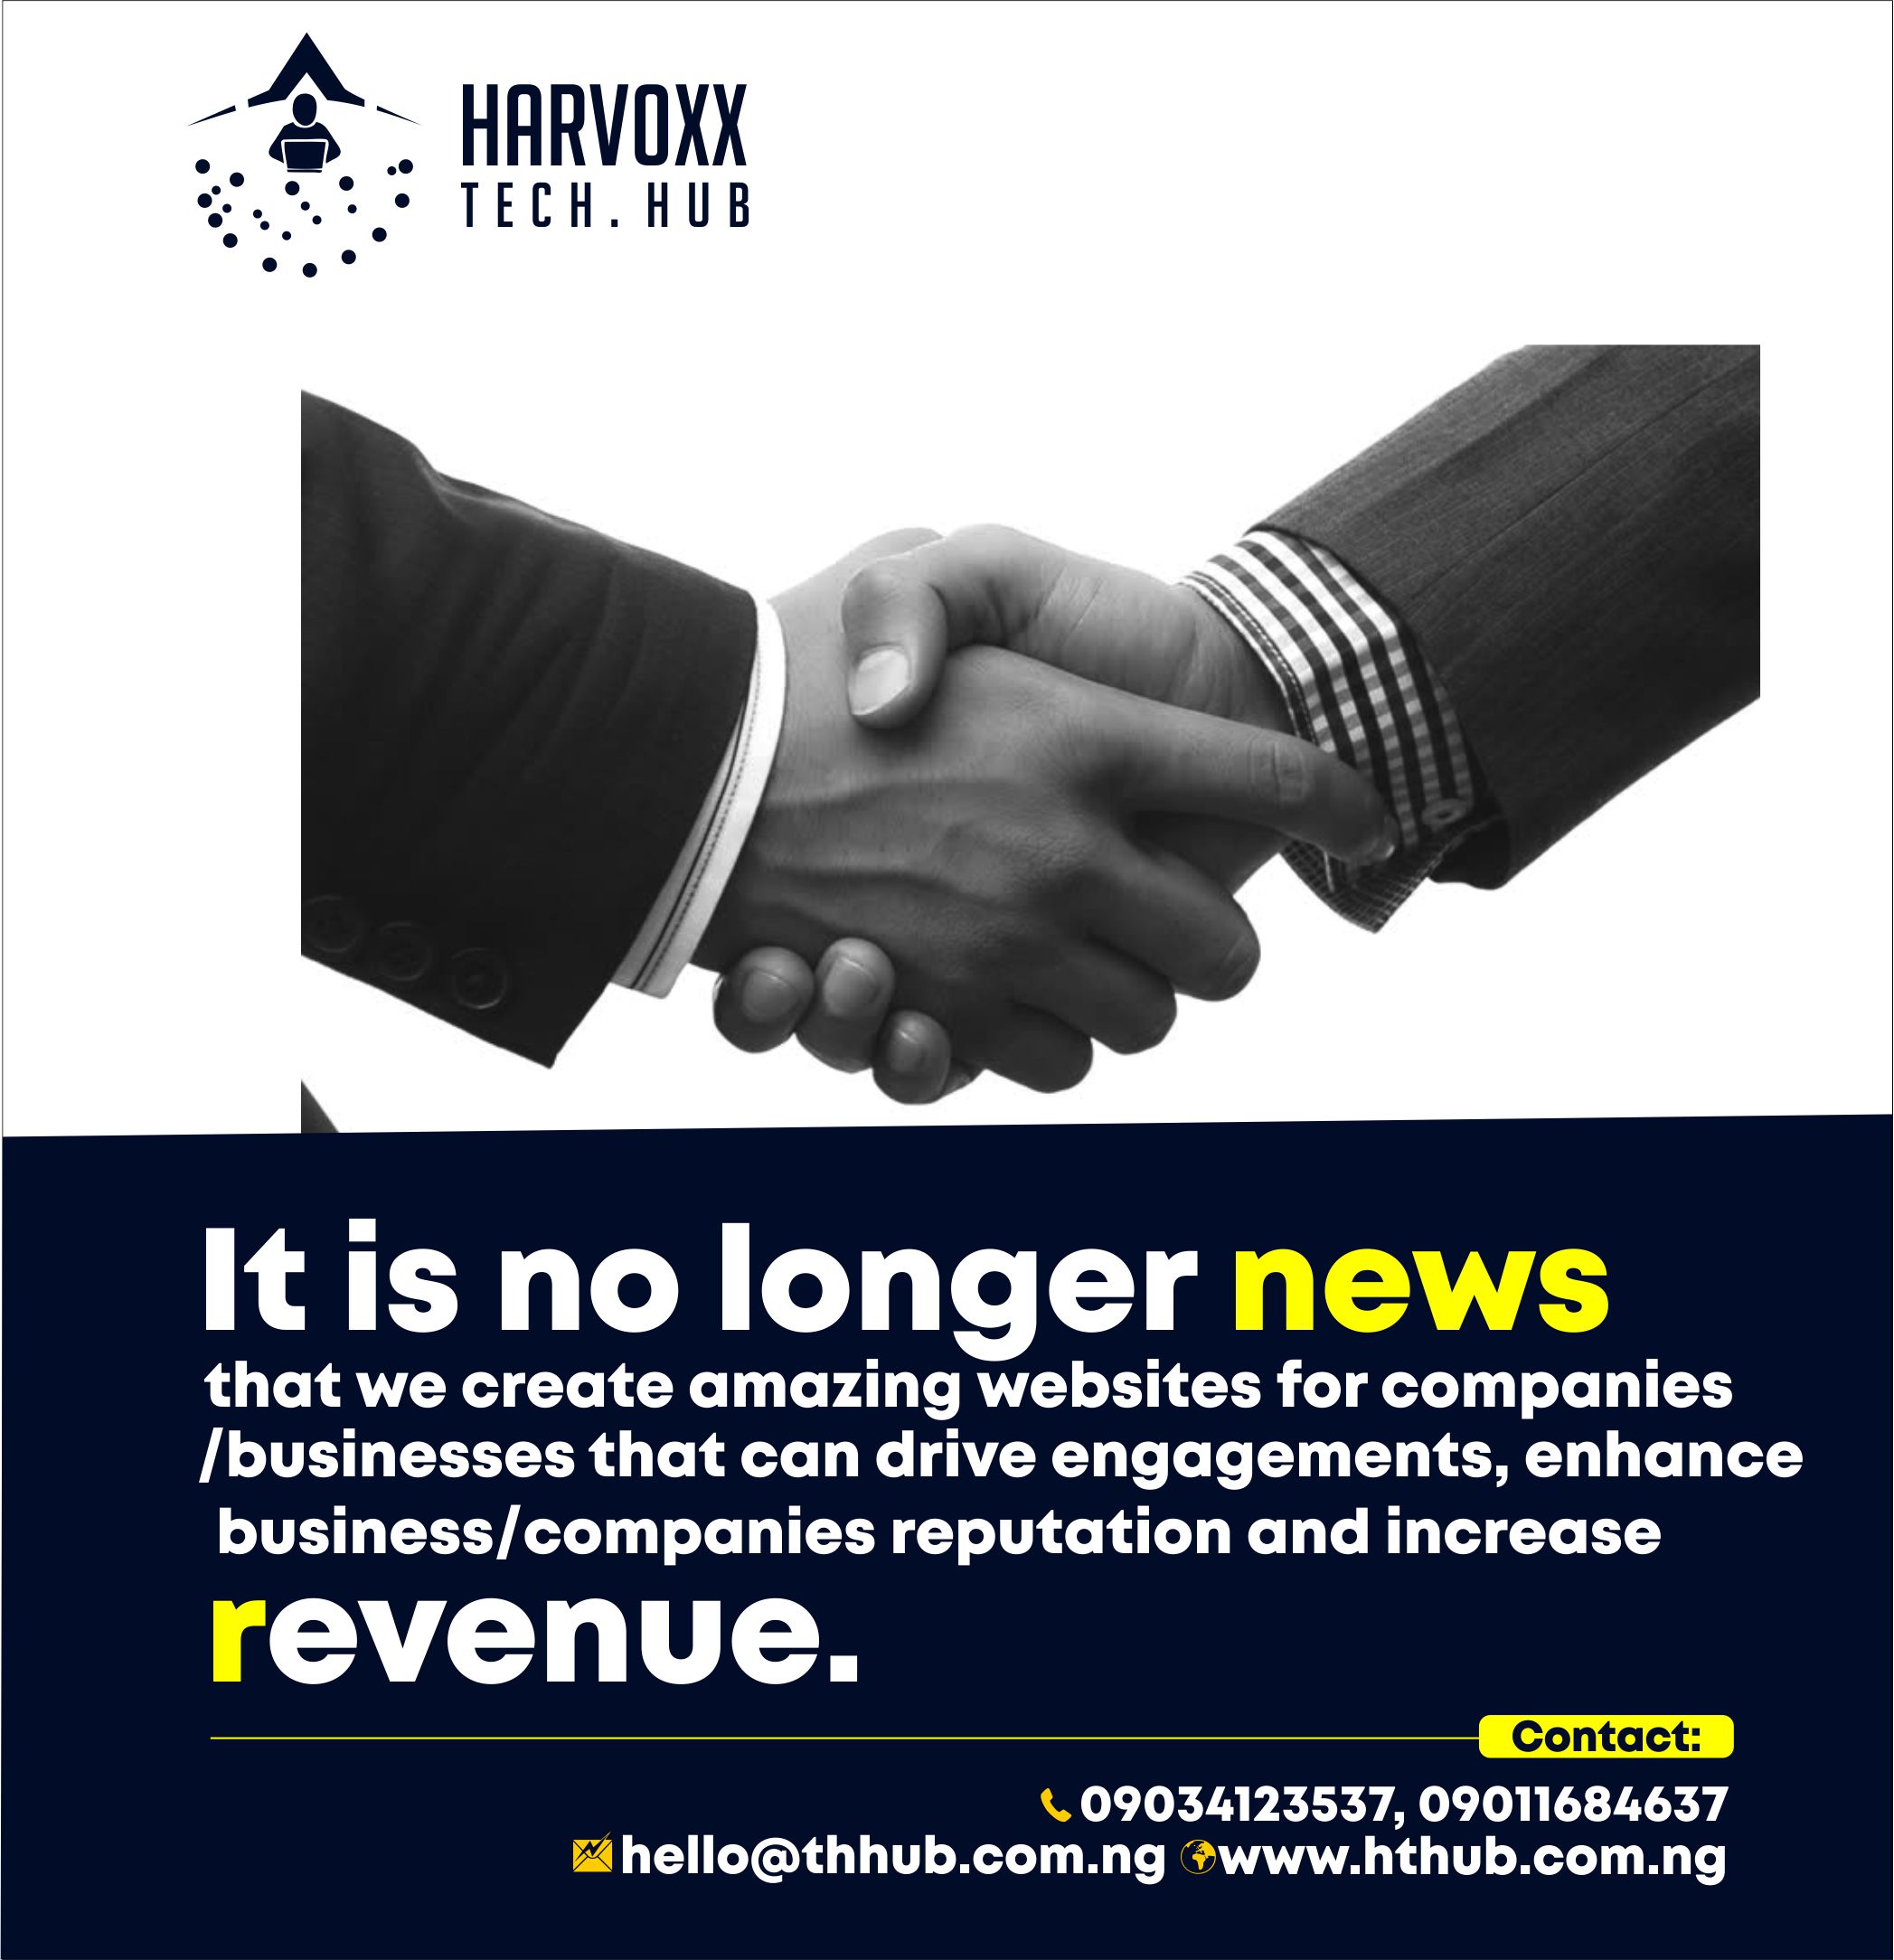 HARVOXX
TECH.HUB
It is no longer news
that we create amazing websites for companies
/businesses that can drive engagements, enhance
business/companies reputation and increase
revenue.
Contact:
09034123537, 09011684637
hello@thhub.com.ng www.hthub.com.ng